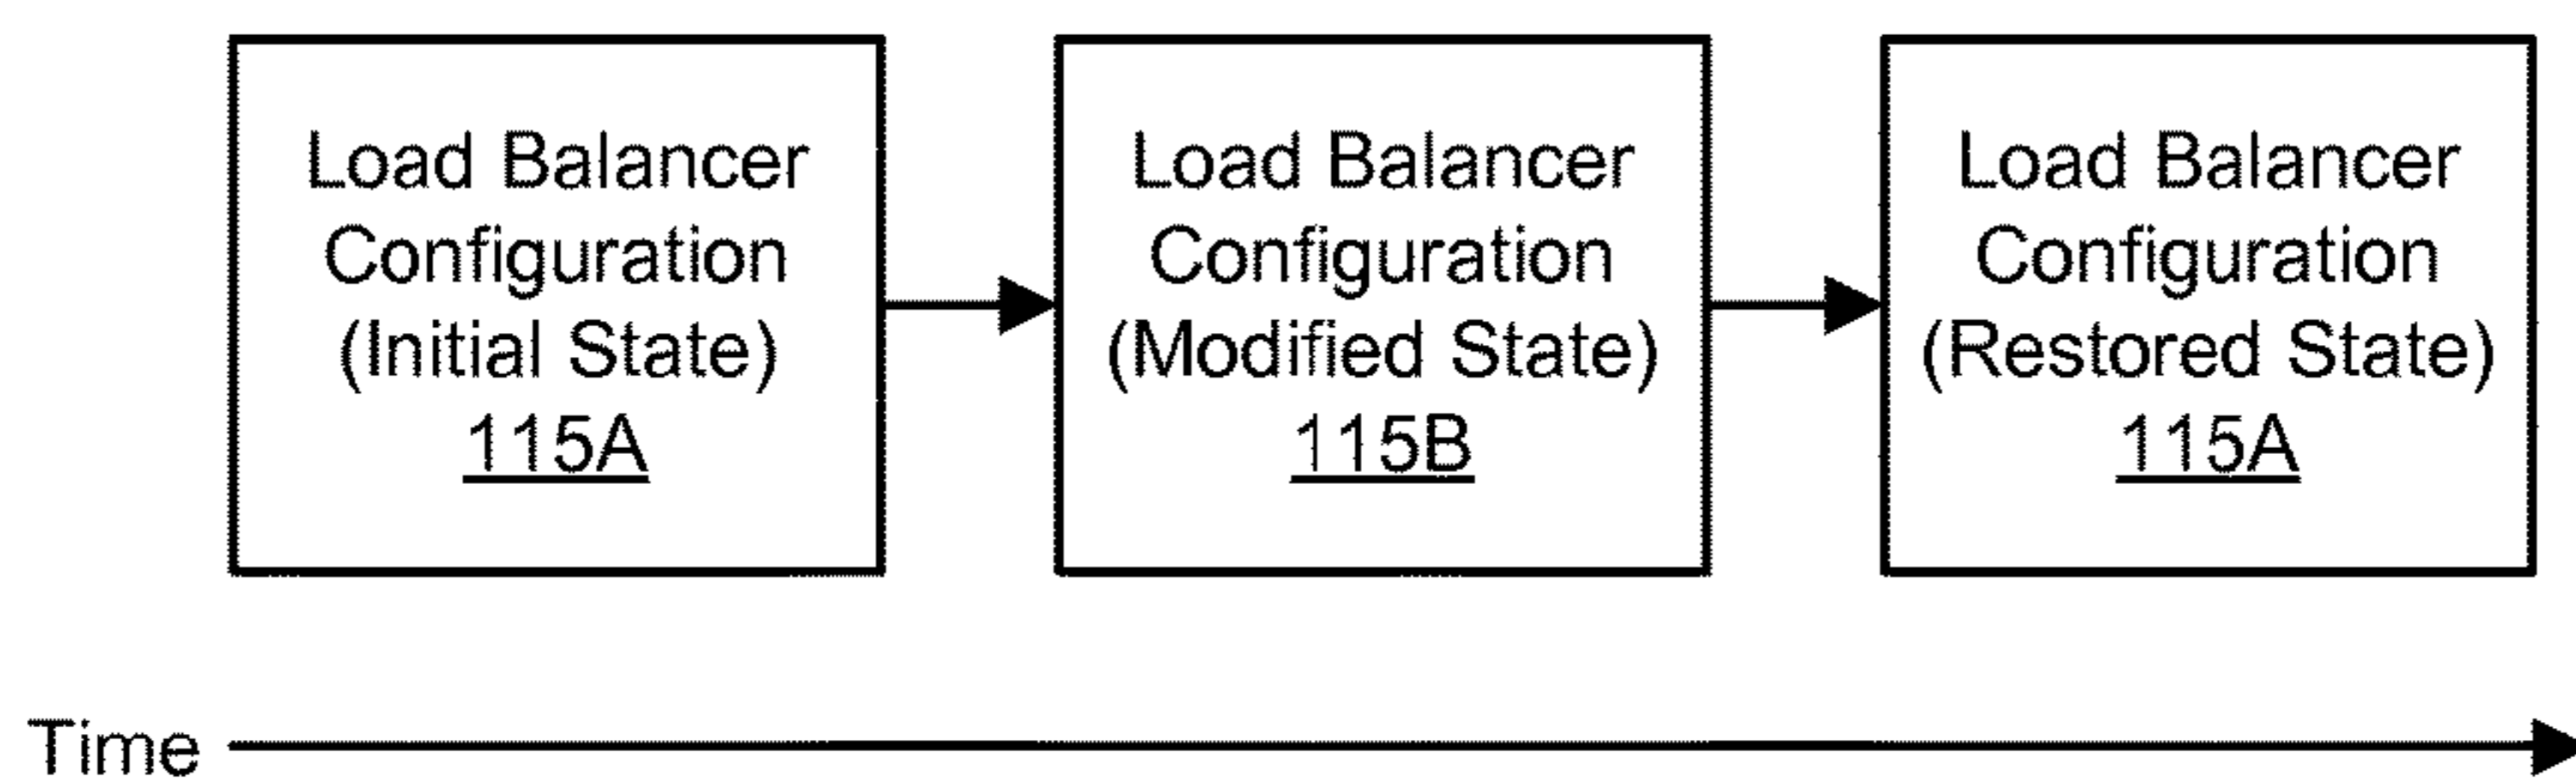 Load Balancer
Configuration
(Initial State)
115A
Load Balancer
Configuration
(Modified State)
115B
Load Balancer
Configuration
(Restored State)
115A
Time